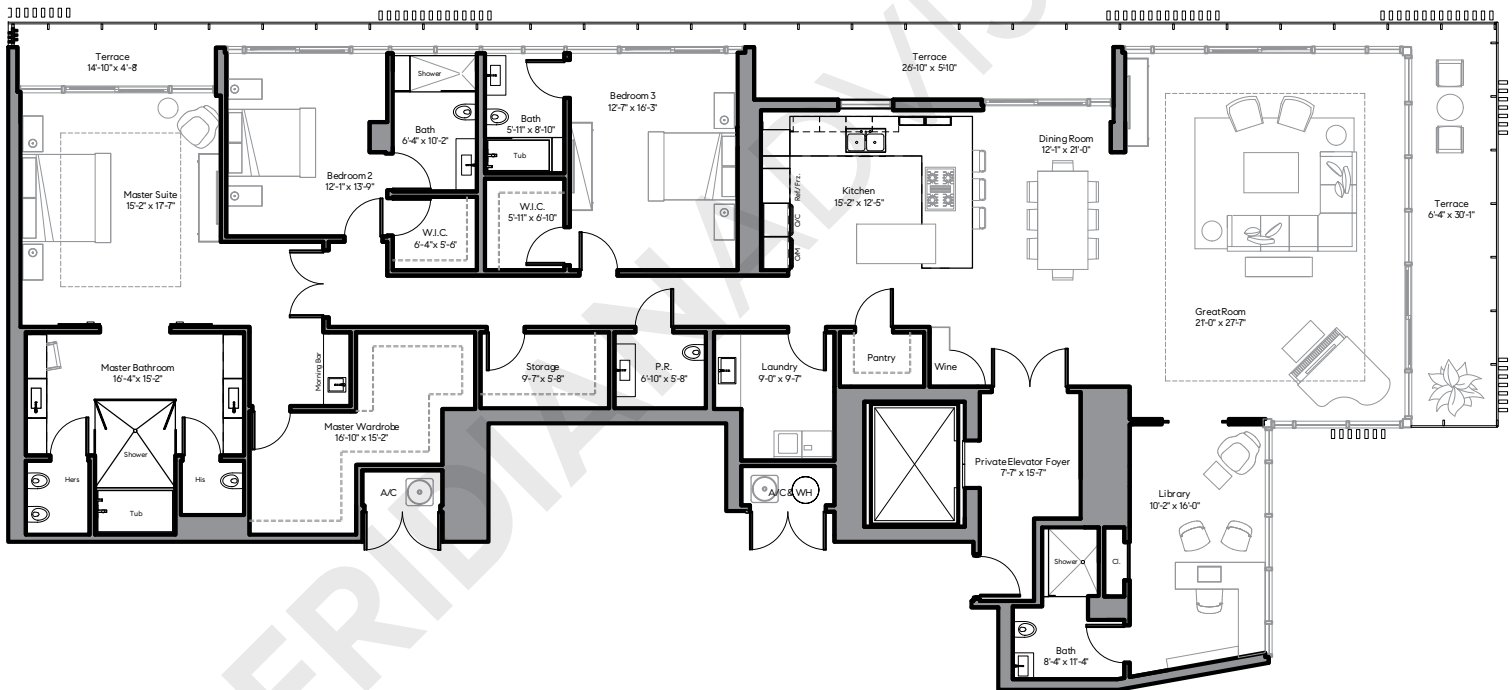 Terrace
14'-10" x 4'-8'
Terrace
26'-10" x 5'-10"
Shower
Bath
6'-4" x 10'-2"
Bath
5'-11" x 8'-10"
Tub
Bedroom 3
12'-7" x 16'-3"
Bedroom 2
12'-1" x 13'-9"
Master Suite
15'-2" x 17'-7"
W.I.C.
6'-4"x 5'-6"
W.I.C.
5'-11" x 6'-10"
Kitchen
15'-2" x 12'-5"
Ref./Frz.
O/C
O/M
Dining Room
12'-1" x 21'-0"
Terrace
6'-4" x 30'-1"
Great Room
21'-0" x 27'-7"
Master Bathroom
16'-4" x 15'-2"
Morning Bar
Storage
9'-7" x 5'-8"
P.R.
6'-10" x 5'-8"
Laundry
9'-0" x 9'-7"
Pantry
Wine
Master Wardrobe
16'-10" x 15'-2"
Shower
Hers
His
Tub
A/C
A/C & WH
Private Elevator Foyer
7'-7" x 15'-7"
Library
10'-2" x 16'-0"
Shower
Cl.
Bath
8'-4" x 11'-4"
ERIDIANADVIS